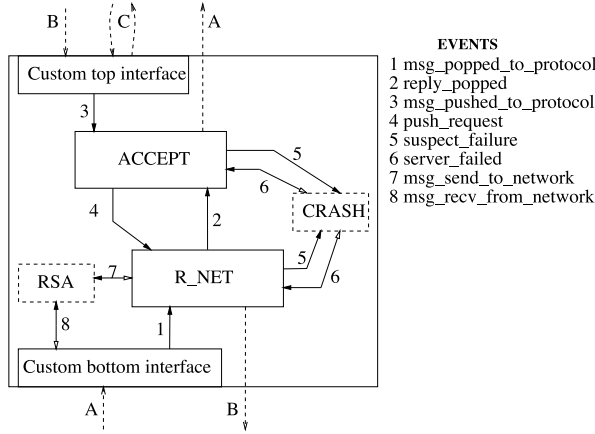 B
C
A
EVENTS
Custom top interface
1 msg_popped_to_protocol
2 reply_popped
3
3 msg_pushed_to_protocol
4 push_request
5 suspect_failure
6 server_failed
7 msg_send_to_network
8 msg_recv_from_network
ACCEPT
5
6
CRASH
4
2
RSA
7
R_NET
5
6
8
1
Custom bottom interface
A
B